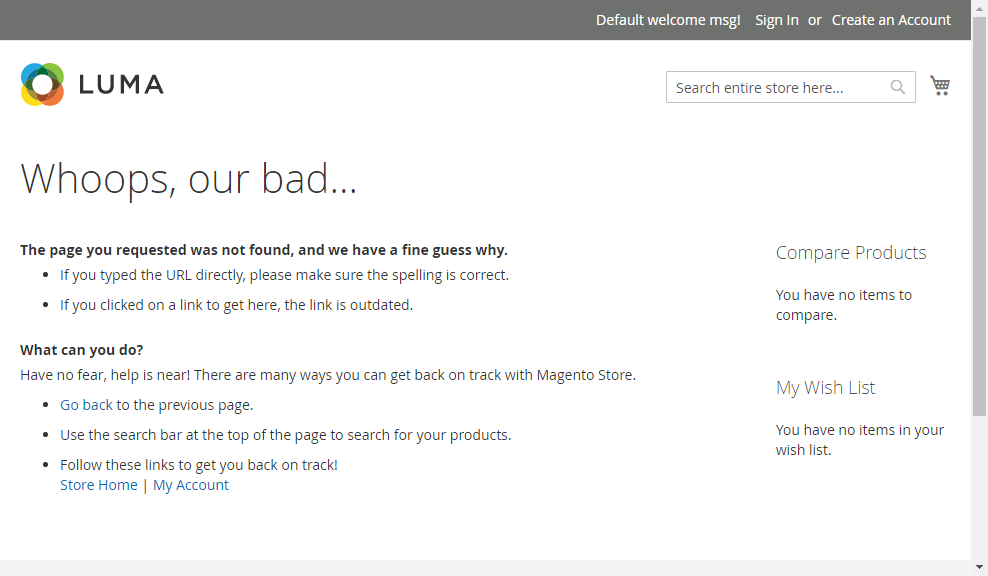 Default welcome msg! Sign In or Create an Account
LUMA
Search entire store here...
Whoops, our bad...
The page you requested was not found, and we have a fine guess why.
If you typed the URL directly, please make sure the spelling is correct.
If you clicked on a link to get here, the link is outdated.
What can you do?
Have no fear, help is near! There are many ways you can get back on track with Magento Store.
Go back to the previous page.
Use the search bar at the top of the page to search for your products.
Follow these links to get you back on track!
Store Home | My Account
Compare Products
You have no items to
compare.
My Wish List
You have no items in your
wish list.